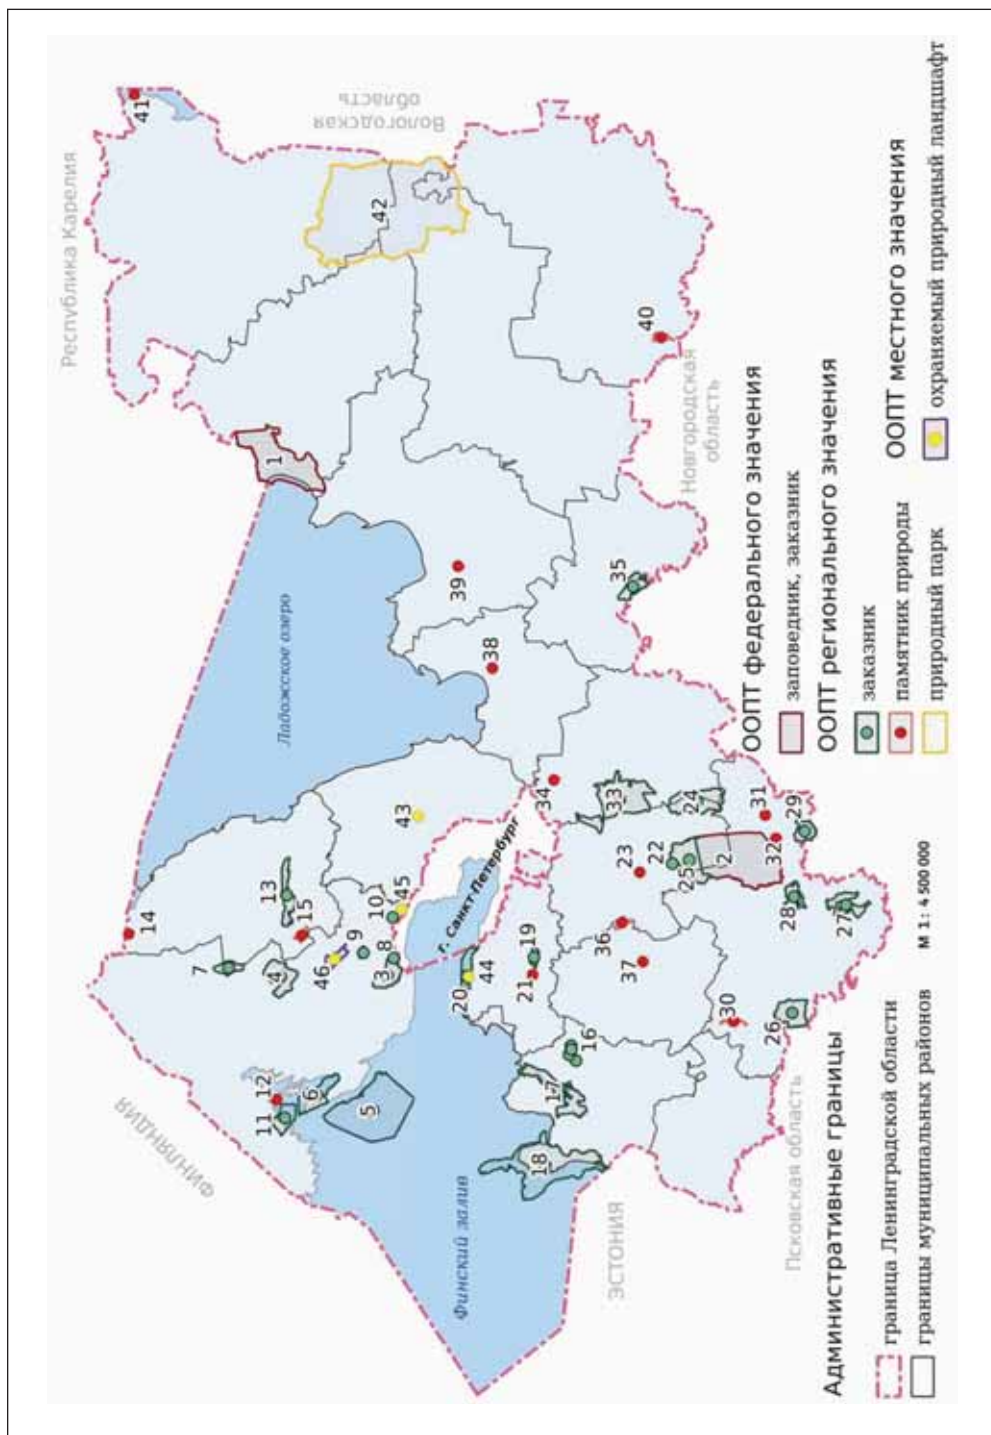 Республика Карелия
41
Вологодская
область
42
ФИНЛЯНДИЯ
14
7
13
4
15
1
Ладожское озеро
12
11
6
46
9
10
45
3
8
5
43
39
40
38
Финский залив
г. Санкт-Петербург
20
44
18
17
16
21
19
34
35
Новгородская
область
ЭСТОНИЯ
36
37
23
22
25
33
24
2
31
32
29
28
27
30
26
Псковская область
Административные границы
граница Ленинградской области
границы муниципальных районов
М 1 : 4 500 000
ООПТ федерального значения
заповедник, заказник
ООПТ регионального значения
заказник
памятник природы
природный парк
ООПТ местного значения
охраняемый природный ландшафт